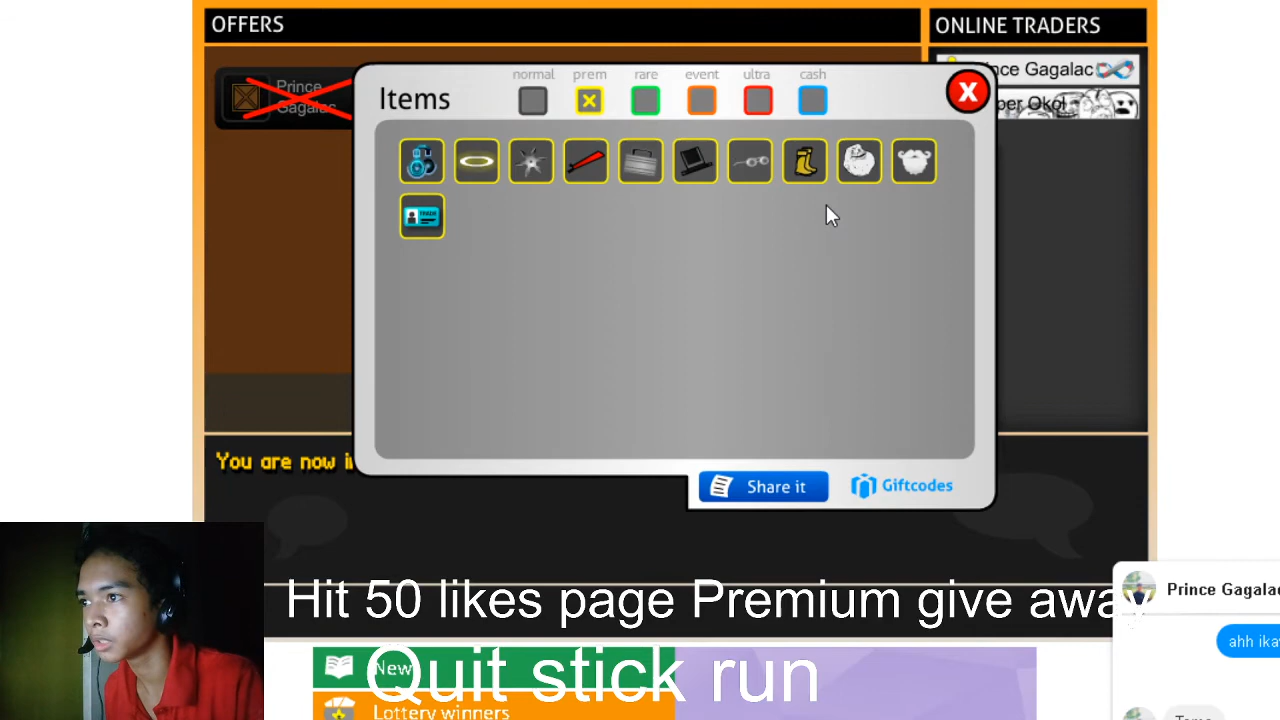 OFFERS
ONLINE TRADERS
Prince
Gagalac
Items
normal prem rare event ultra cash
nce Gagalac
per Okol
TRADE
You are now i
Share it
Giftcodes
Hit 50 likes page Premium give awa
Prince Gagalac
ahh ika
New
Quit stick run
Lottery winners